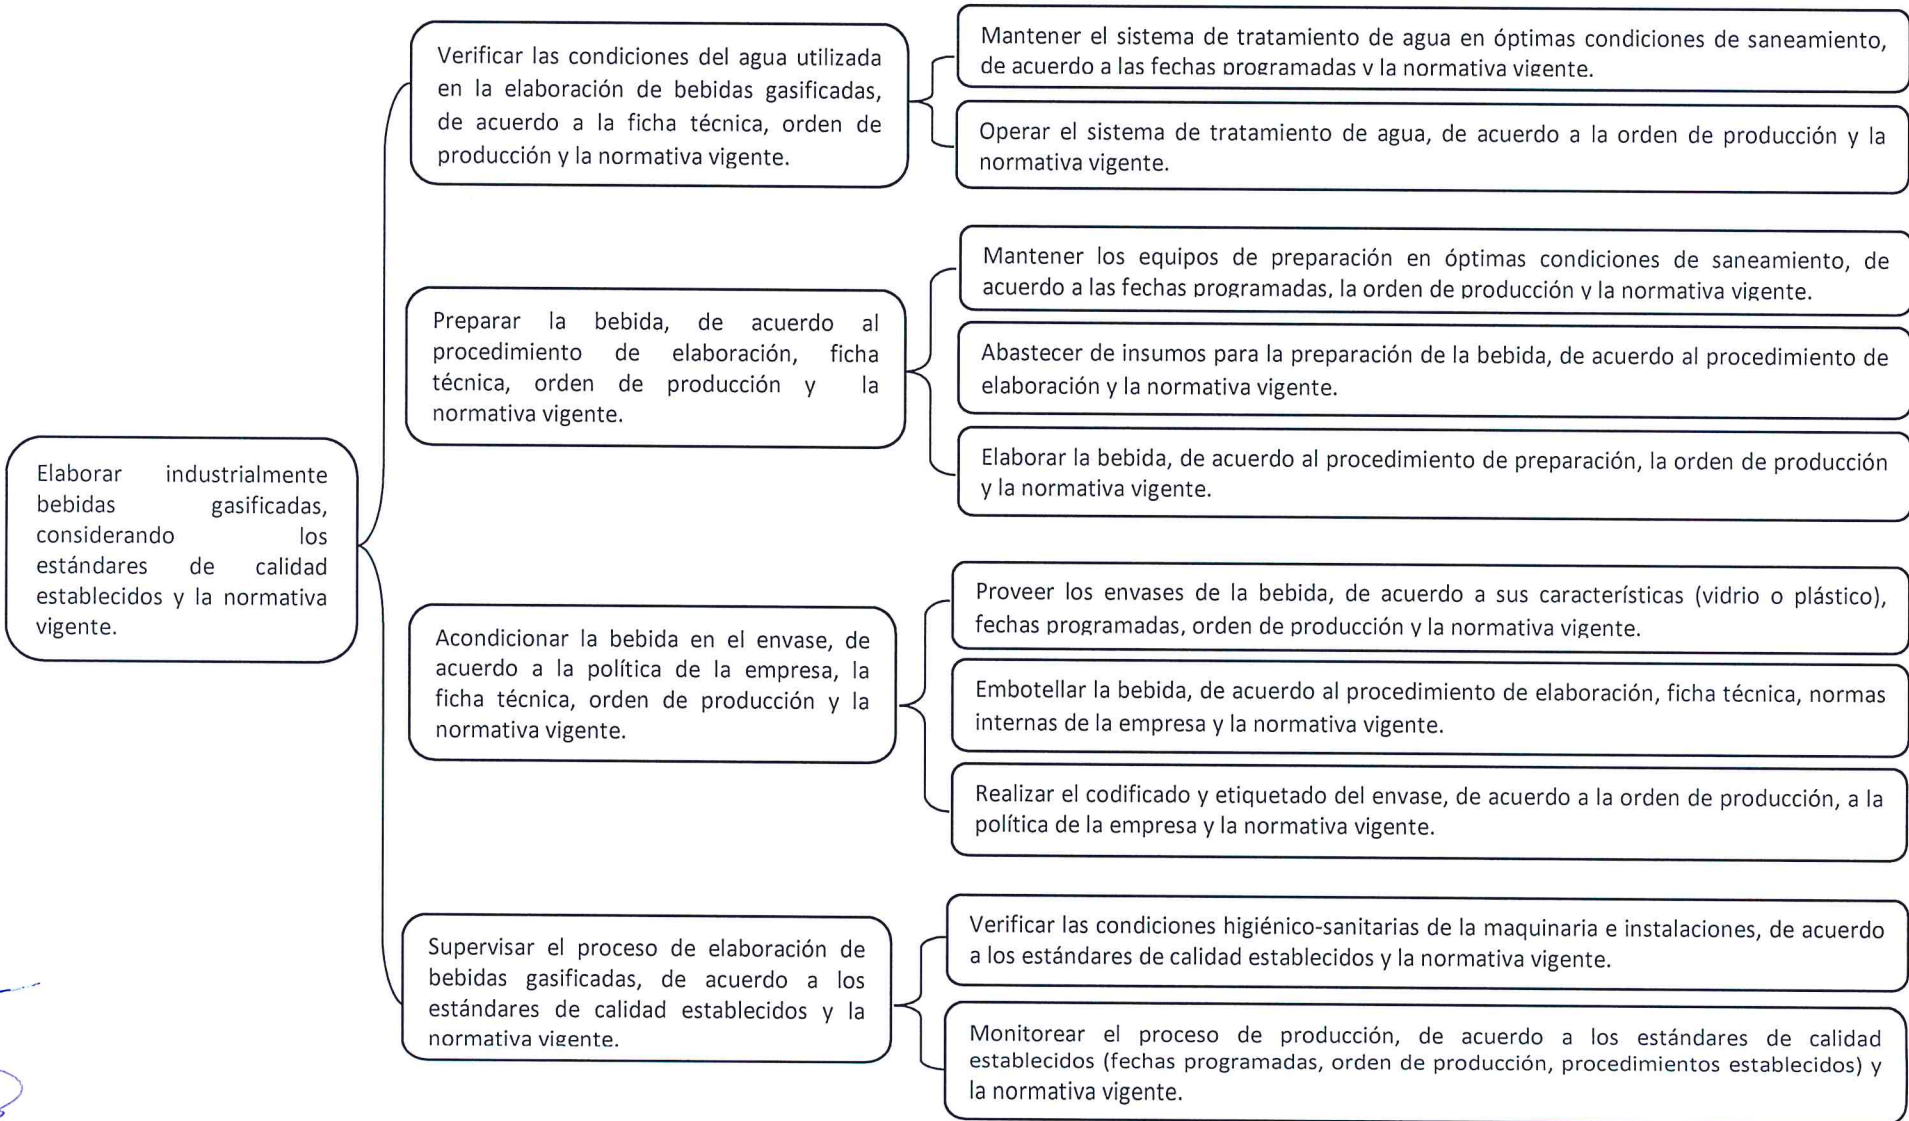 Elaborar industrialmente
bebidas gasificadas,
considerando los
estándares de calidad
establecidos y la normativa
vigente.
Verificar las condiciones del agua utilizada
en la elaboración de bebidas gasificadas,
de acuerdo a la ficha técnica, orden de
producción y la normativa vigente.
Mantener el sistema de tratamiento de agua en óptimas condiciones de saneamiento,
de acuerdo a las fechas programadas y la normativa vigente.
Operar el sistema de tratamiento de agua, de acuerdo a la orden de producción y la
normativa vigente.
Preparar la bebida, de acuerdo al
procedimiento de elaboración, ficha
técnica, orden de producción y la
normativa vigente.
Mantener los equipos de preparación en óptimas condiciones de saneamiento, de
acuerdo a las fechas programadas, la orden de producción y la normativa vigente.
Abastecer de insumos para la preparación de la bebida, de acuerdo al procedimiento de
elaboración y la normativa vigente.
Elaborar la bebida, de acuerdo al procedimiento de preparación, la orden de producción
y la normativa vigente.
Acondicionar la bebida en el envase, de
acuerdo a la política de la empresa, la
ficha técnica, orden de producción y la
normativa vigente.
Proveer los envases de la bebida, de acuerdo a sus características (vidrio o plástico),
fechas programadas, orden de producción y la normativa vigente.
Embotellar la bebida, de acuerdo al procedimiento de elaboración, ficha técnica, normas
internas de la empresa y la normativa vigente.
Realizar el codificado y etiquetado del envase, de acuerdo a la orden de producción, a la
política de la empresa y la normativa vigente.
Supervisar el proceso de elaboración de
bebidas gasificadas, de acuerdo a los
estándares de calidad establecidos y la
normativa vigente.
Verificar las condiciones higiénico-sanitarias de la maquinaria e instalaciones, de acuerdo
a los estándares de calidad establecidos y la normativa vigente.
Monitorear el proceso de producción, de acuerdo a los estándares de calidad
establecidos (fechas programadas, orden de producción, procedimientos establecidos) y
la normativa vigente.